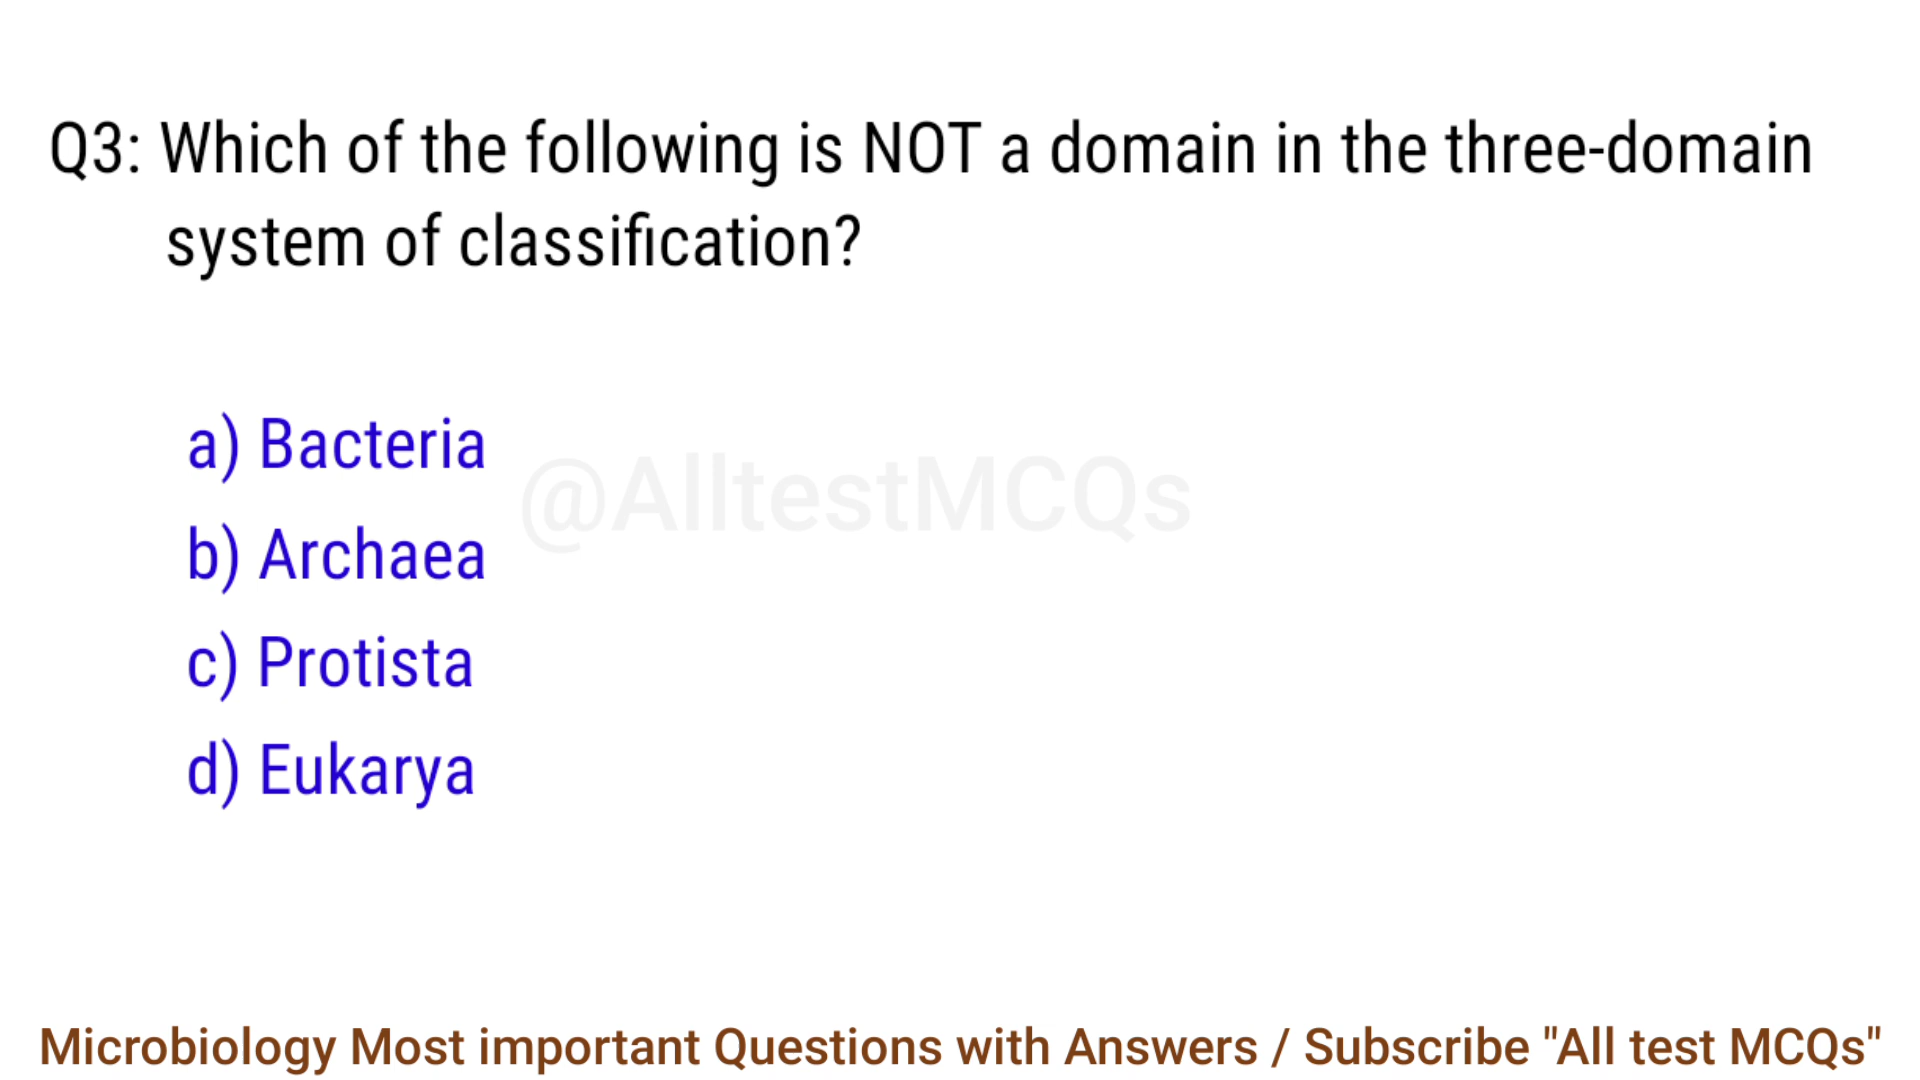 Q3: Which of the following is NOT a domain in the three-domain
system of classification?
a) Bacteria
@AlltestMCQs
b) Archaea
c) Protista
d) Eukarya
Microbiology Most important Questions with Answers / Subscribe "All test MCQs"